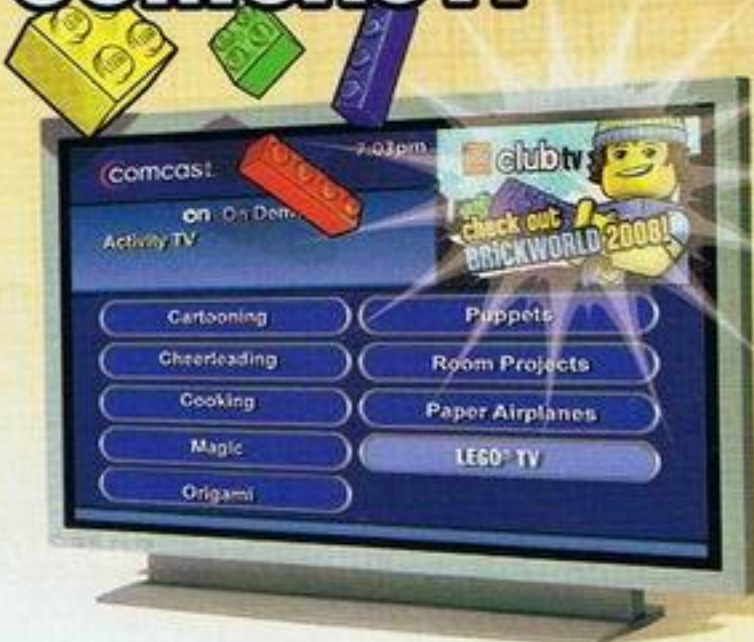 comcast
7:03pm
club tv
on On Dem
Activity TV
check out
BRICKWORLD 2008!
Cartooning
Puppets
Cheerleading
Room Projects
Cooking
Paper Airplanes
Magic
LEGO® TV
Origami